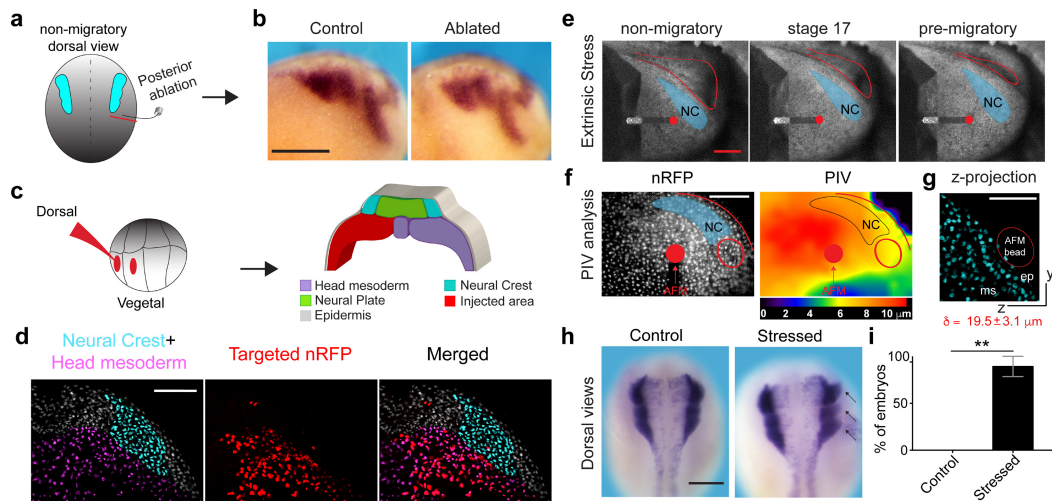 a
non-migratory
dorsal view
Posterior
ablation
b
Control
Ablated
c
Dorsal
Vegetal
Head mesoderm
Neural Plate
Epidermis
Neural Crest
Injected area
d
Neural Crest+
Head mesoderm
Targeted nRFP
Merged
e
non-migratory
stage 17
pre-migratory
Extrinsic Stress
NC
NC
NC
f
nRFP
PIV
PIV analysis
NC
AFM
NC
AFM
0 2 4 6 8 10 μm
g
z-projection
AFM
bead
ep
ms
y
z
δ = 19.5±3.1 μm
h
Control
Stressed
Dorsal views
i
**
% of embryos
100
50
0
Control
Stressed